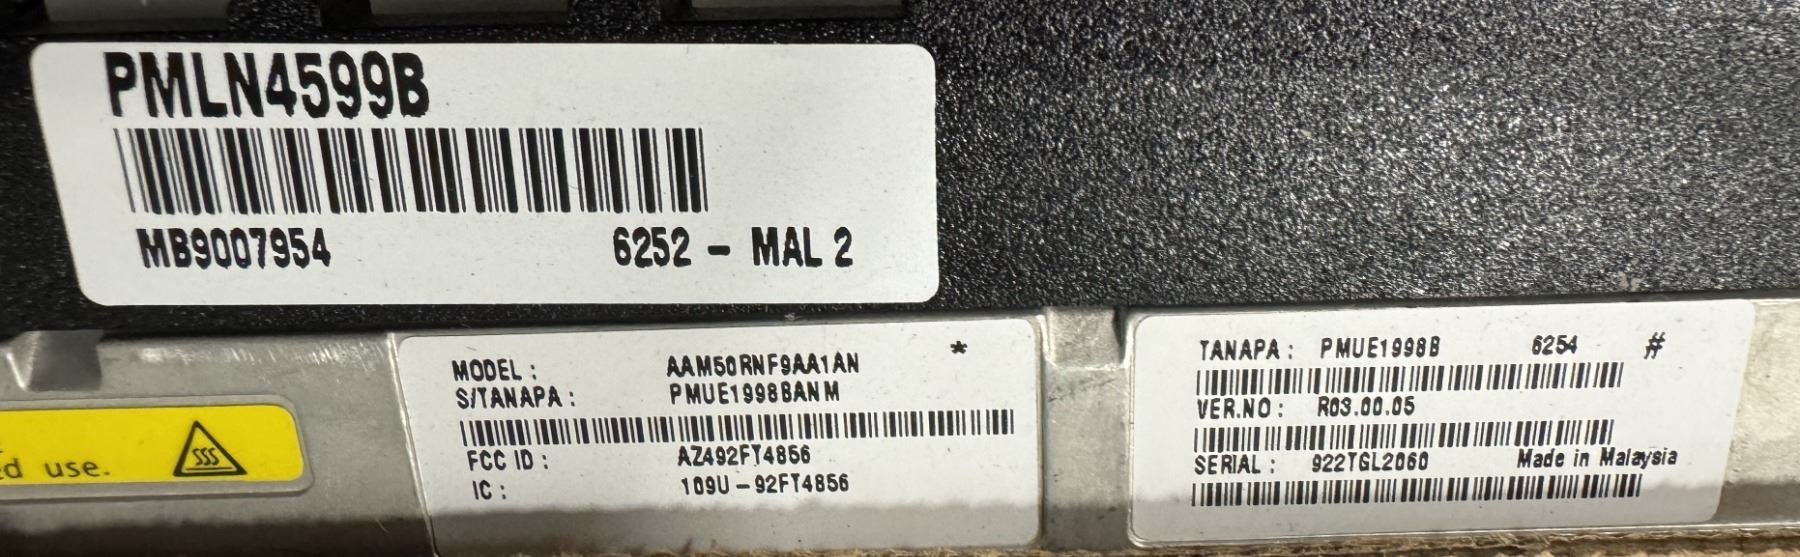 PMLN4599B
MB9007954 6252 - MAL 2
MODEL : AAM50RNF9AA1AN *
S/TANAPA : PMUE1998BANM
FCC ID : AZ492FT4856
IC : 109U-92FT4856
TANAPA : PMUE1998B 6254 #
VER.NO : R03.00.05
SERIAL : 922TGL2060 Made in Malaysia
use.